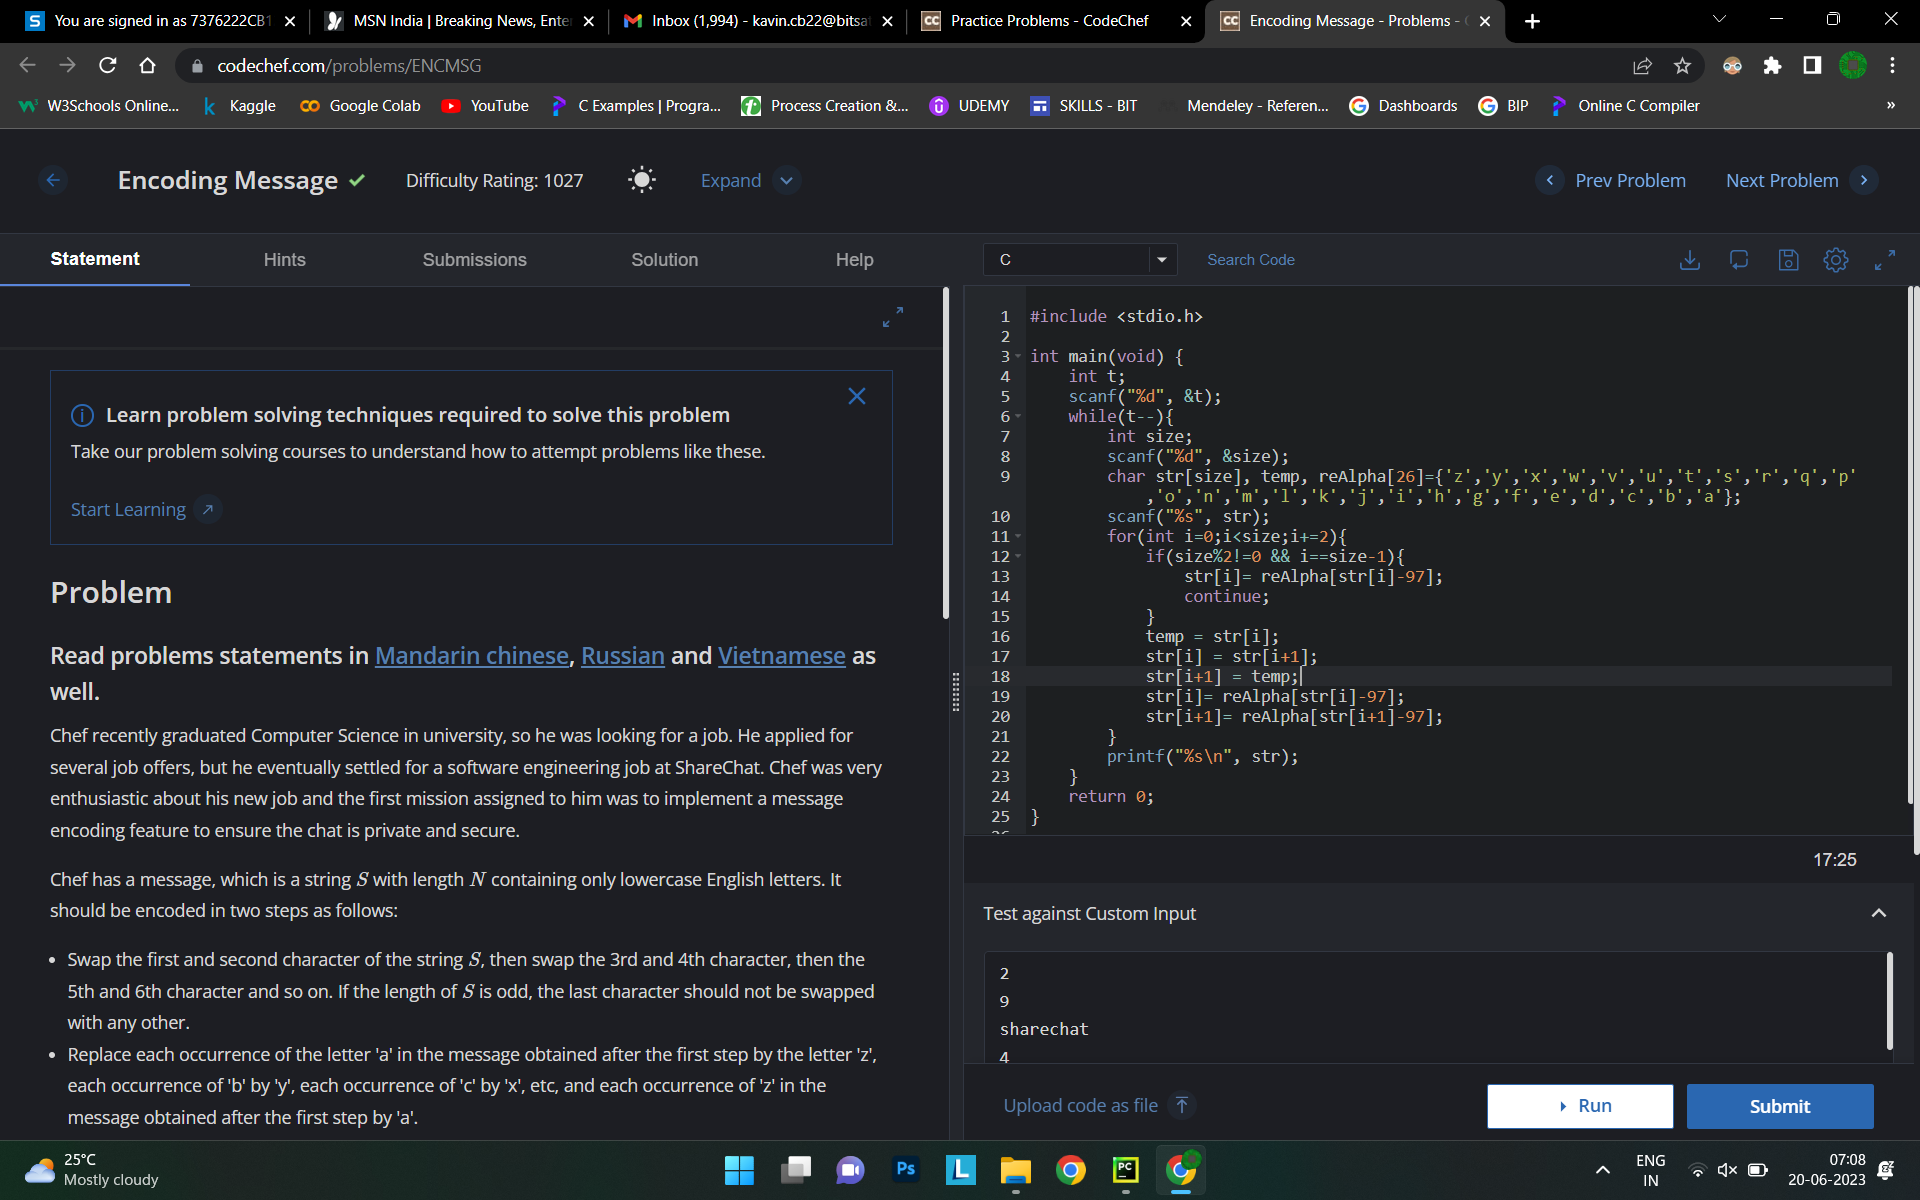 You are signed in as 7376222CB1
MSN India | Breaking News, Ente
Inbox (1,994) - kavin.cb22@bitsat
Practice Problems - CodeChef
Encoding Message - Problems -
codechef.com/problems/ENCMSG
W3Schools Online...
Kaggle
Google Colab
YouTube
C Examples | Progra...
Process Creation &...
UDEMY
SKILLS - BIT
Mendeley - Referen...
Dashboards
BIP
Online C Compiler
»
Encoding Message
Difficulty Rating: 1027
Expand
Prev Problem
Next Problem
Statement
Hints
Submissions
Solution
Help
C
Search Code
Learn problem solving techniques required to solve this problem
Take our problem solving courses to understand how to attempt problems like these.
Start Learning
Problem
Read problems statements in Mandarin chinese, Russian and Vietnamese as
well.
Chef recently graduated Computer Science in university, so he was looking for a job. He applied for
several job offers, but he eventually settled for a software engineering job at ShareChat. Chef was very
enthusiastic about his new job and the first mission assigned to him was to implement a message
encoding feature to ensure the chat is private and secure.
Chef has a message, which is a string S with length N containing only lowercase English letters. It
should be encoded in two steps as follows:
• Swap the first and second character of the string S, then swap the 3rd and 4th character, then the
5th and 6th character and so on. If the length of S is odd, the last character should not be swapped
with any other.
• Replace each occurrence of the letter 'a' in the message obtained after the first step by the letter 'z',
each occurrence of 'b' by 'y', each occurrence of 'c' by 'x', etc, and each occurrence of 'z' in the
message obtained after the first step by 'a'.
1 #include <stdio.h>
2
3 int main(void) {
4 int t;
5 scanf("%d", &t);
6 while(t--){
7 int size;
8 scanf("%d", &size);
9 char str[size], temp, reAlpha[26]={'z','y','x','w','v','u','t','s','r','q','p'
,'o','n','m','l','k','j','i','h','g','f','e','d','c','b','a'};
10 scanf("%s", str);
11 for(int i=0;i<size;i+=2){
12 if(size%2!=0 && i==size-1){
13 str[i]= reAlpha[str[i]-97];
14 continue;
15 }
16 temp = str[i];
17 str[i] = str[i+1];
18 str[i+1] = temp;
19 str[i]= reAlpha[str[i]-97];
20 str[i+1]= reAlpha[str[i+1]-97];
21 }
22 printf("%s\n", str);
23 }
24 return 0;
25 }
17:25
Test against Custom Input
2
9
sharechat
4
Upload code as file
Run
Submit
25°C
Mostly cloudy
Ps
L
PC
ENG
IN
07:08
20-06-2023